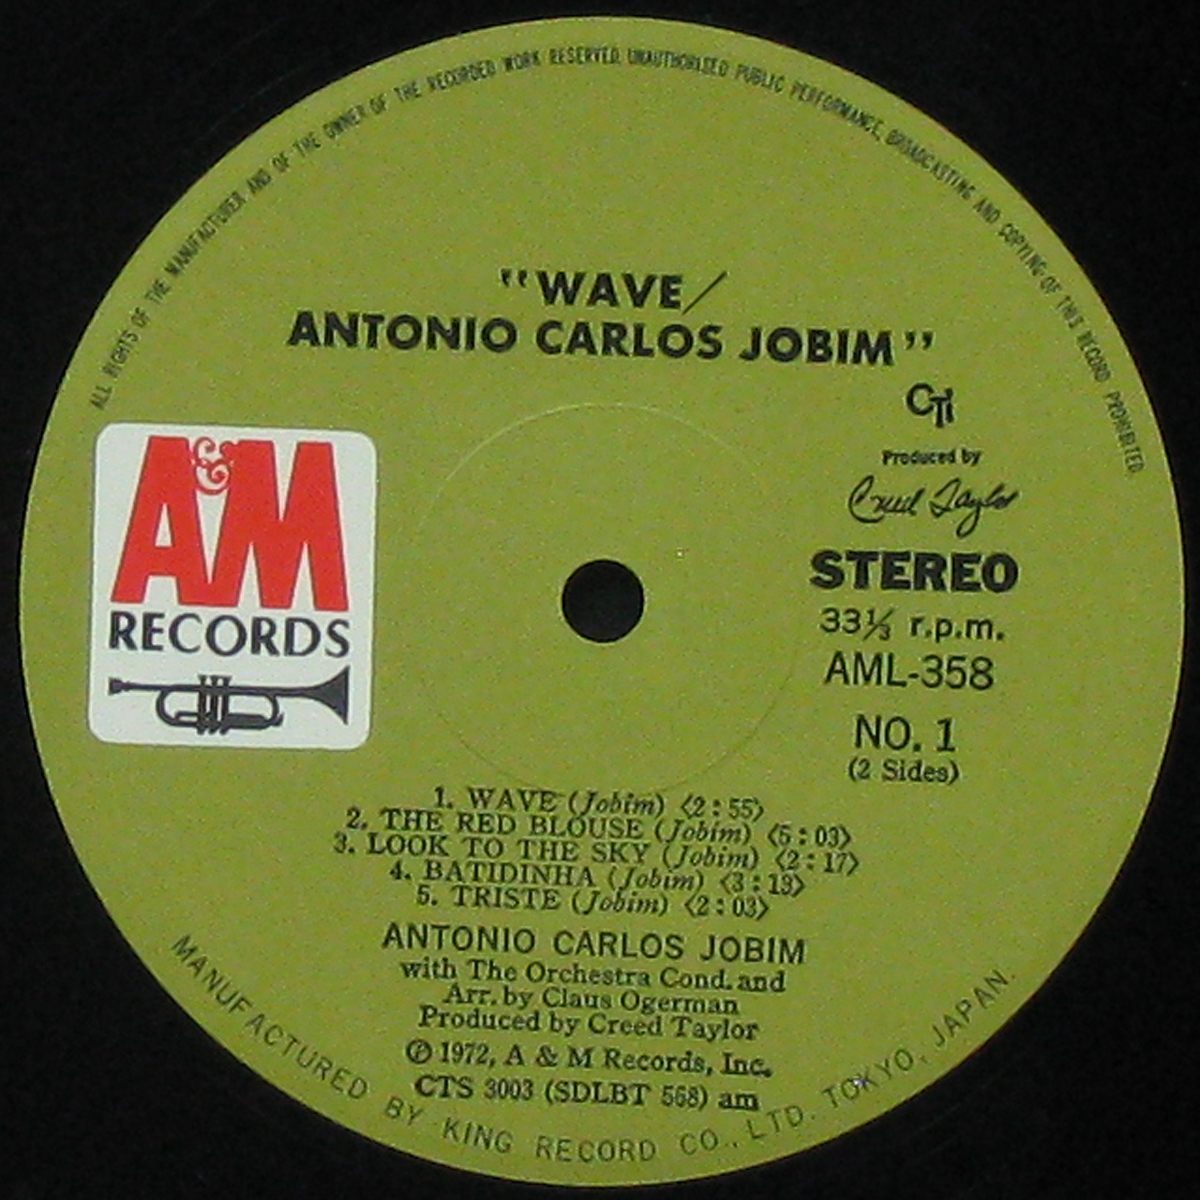 ALL RIGHTS OF THE MANUFACTURER AND OF THE OWNER OF THE RECORDED WORK RESERVED. UNAUTHORISED PUBLIC PERFORMANCE, BROADCASTING AND COPYING OF THIS RECORD PROHIBITED.
"WAVE/
ANTONIO CARLOS JOBIM"
CTi
Produced by
Creed Taylor
A&M
RECORDS
STEREO
33⅓ r.p.m.
AML-358
NO. 1
(2 Sides)
1. WAVE (Jobim) 〈2:55〉
2. THE RED BLOUSE (Jobim) 〈5:03〉
3. LOOK TO THE SKY (Jobim) 〈2:17〉
4. BATIDINHA (Jobim) 〈3:13〉
5. TRISTE (Jobim) 〈2:03〉
ANTONIO CARLOS JOBIM
with The Orchestra Cond. and
Arr. by Claus Ogerman
Produced by Creed Taylor
℗ 1972, A & M Records, Inc.
CTS 3003 (SDLBT 568) am
MANUFACTURED BY KING RECORD CO., LTD. TOKYO, JAPAN.